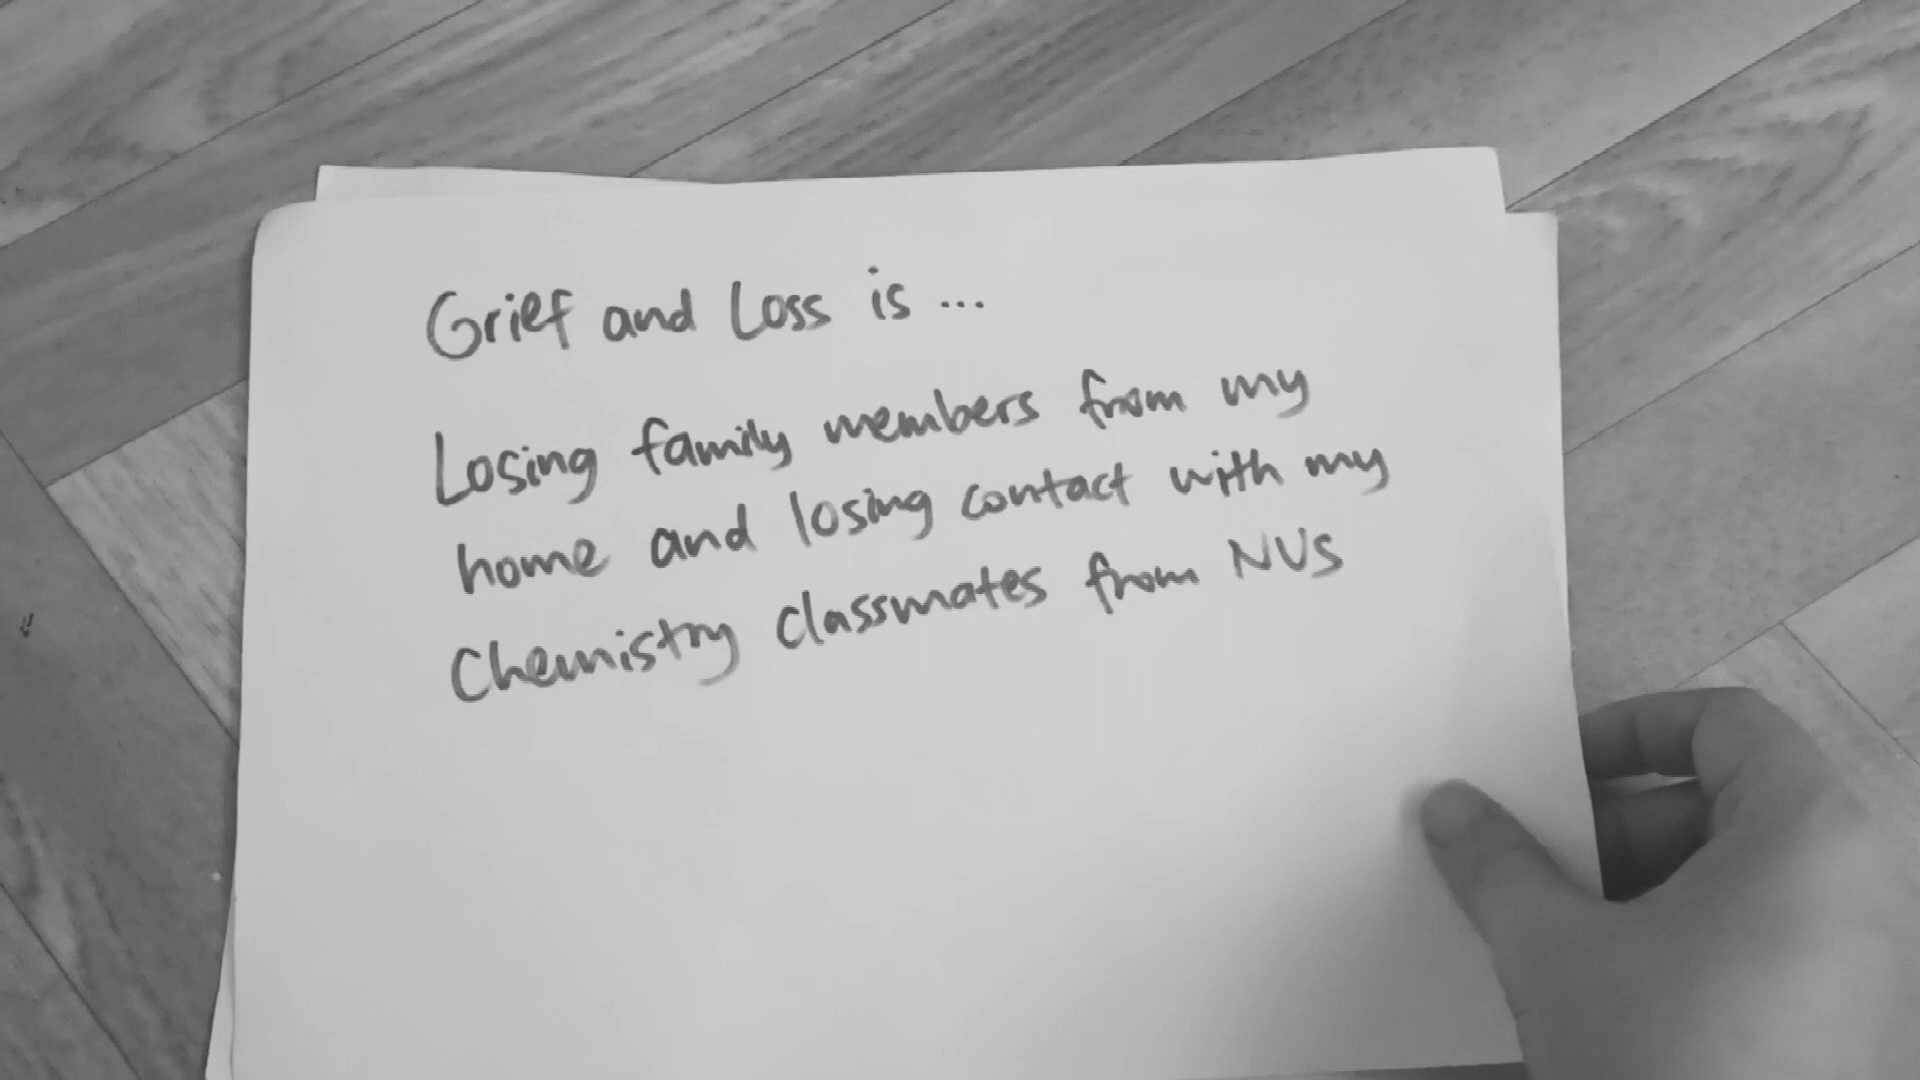 Grief and Loss is ...
Losing family members from my
home and losing contact with my
Chemistry classmates from NUS